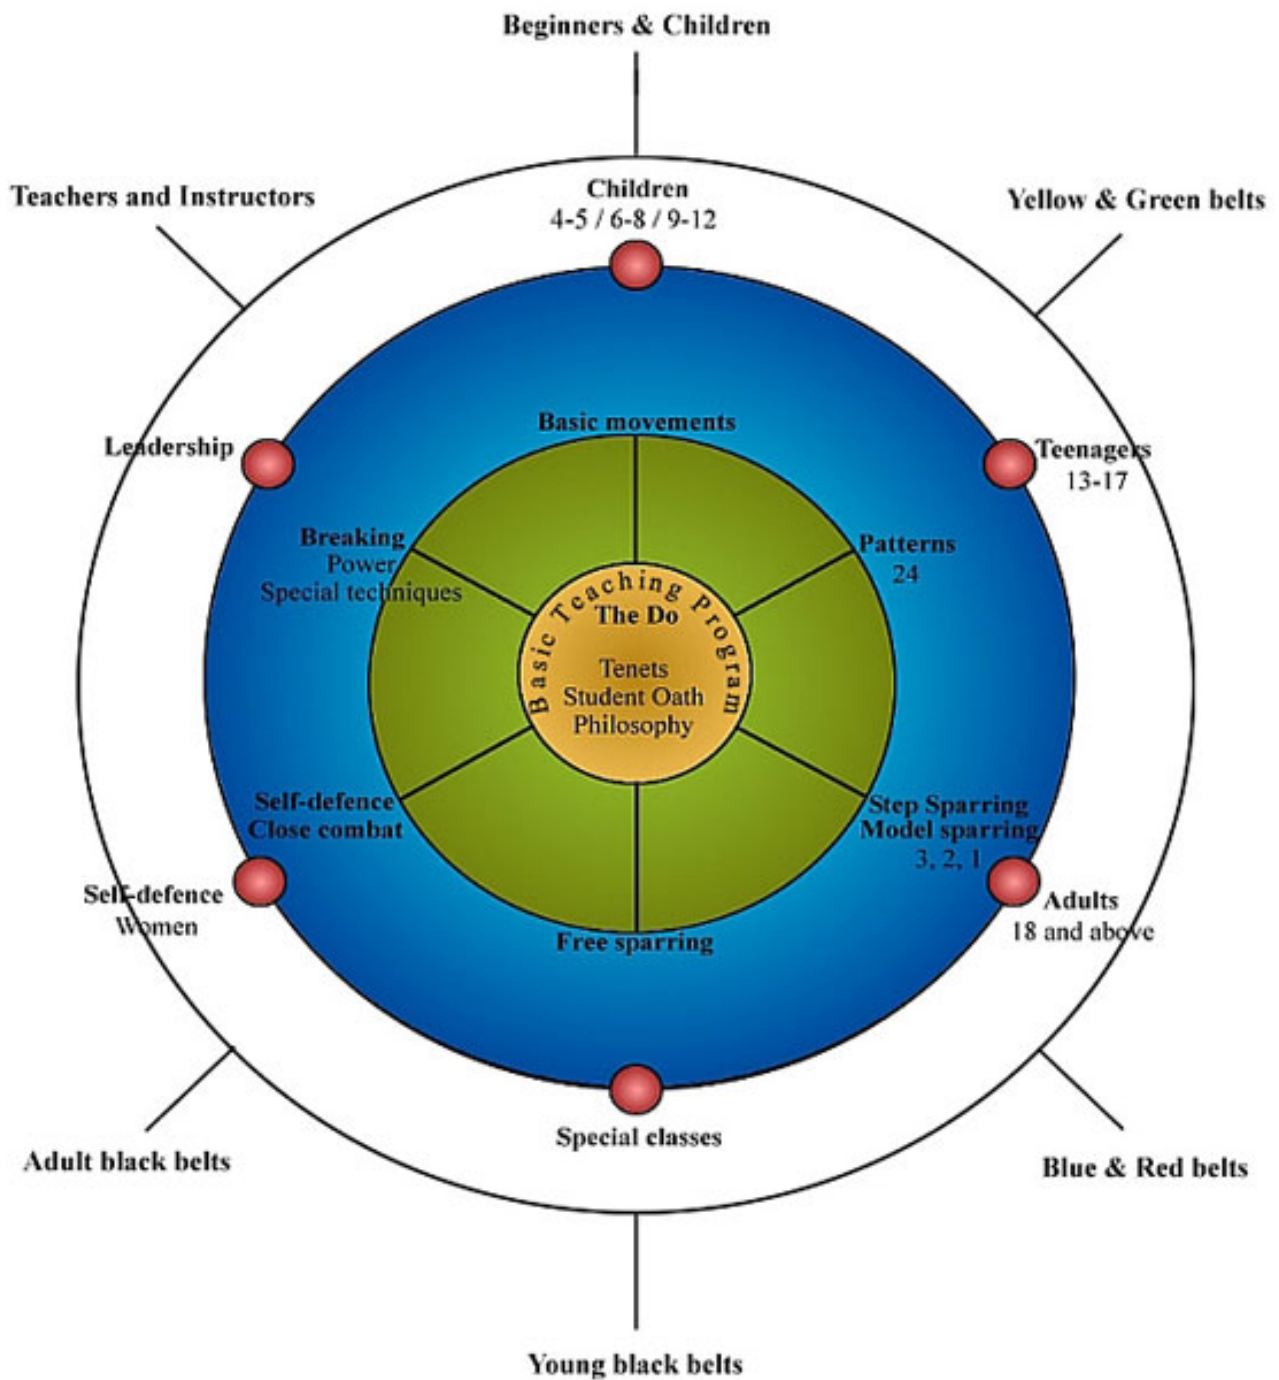 Beginners & Children
Teachers and Instructors
Yellow & Green belts
Children
4-5 / 6-8 / 9-12
Leadership
Teenagers
13-17
Basic movements
Breaking
Power
Special techniques
Patterns
24
Basic Teaching Program
The Do
Tenets
Student Oath
Philosophy
Self-defence
Close combat
Step Sparring
Model sparring
3, 2, 1
Self-defence
Women
Adults
18 and above
Free sparring
Special classes
Adult black belts
Blue & Red belts
Young black belts